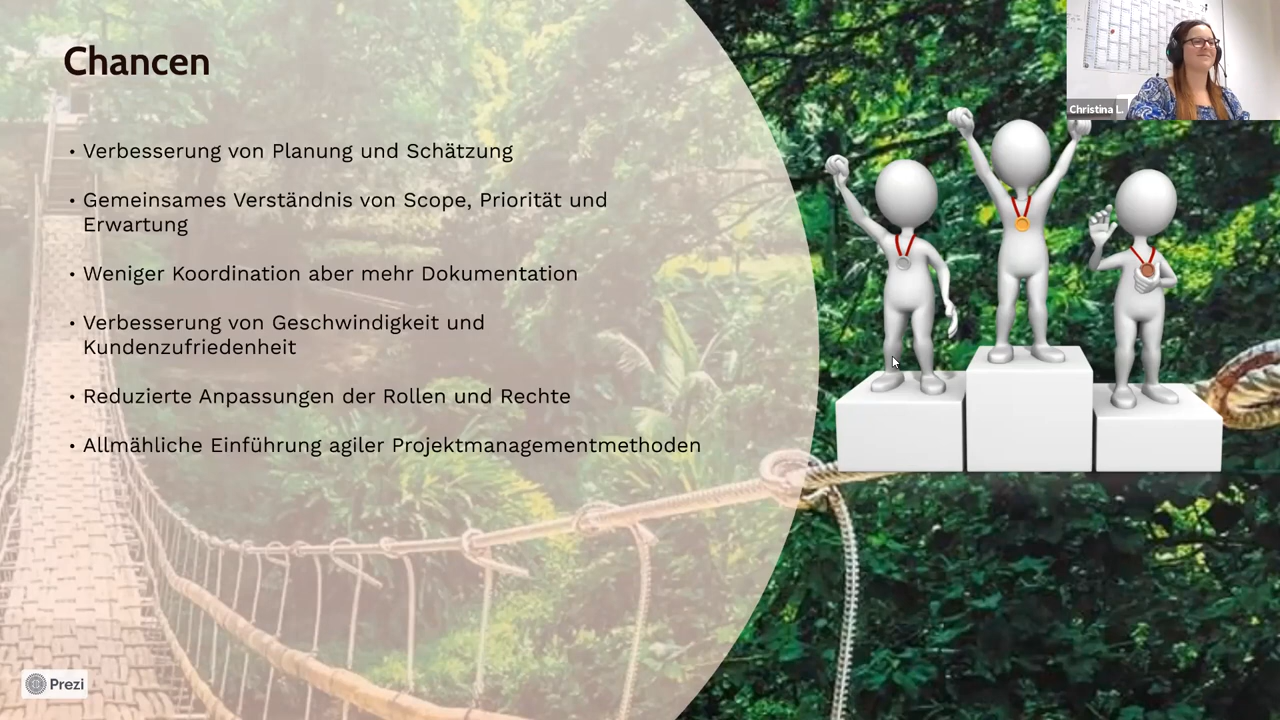 Chancen
• Verbesserung von Planung und Schätzung
• Gemeinsames Verständnis von Scope, Priorität und
Erwartung
• Weniger Koordination aber mehr Dokumentation
• Verbesserung von Geschwindigkeit und
Kundenzufriedenheit
• Reduzierte Anpassungen der Rollen und Rechte
• Allmähliche Einführung agiler Projektmanagementmethoden
Christina L.
Prezi